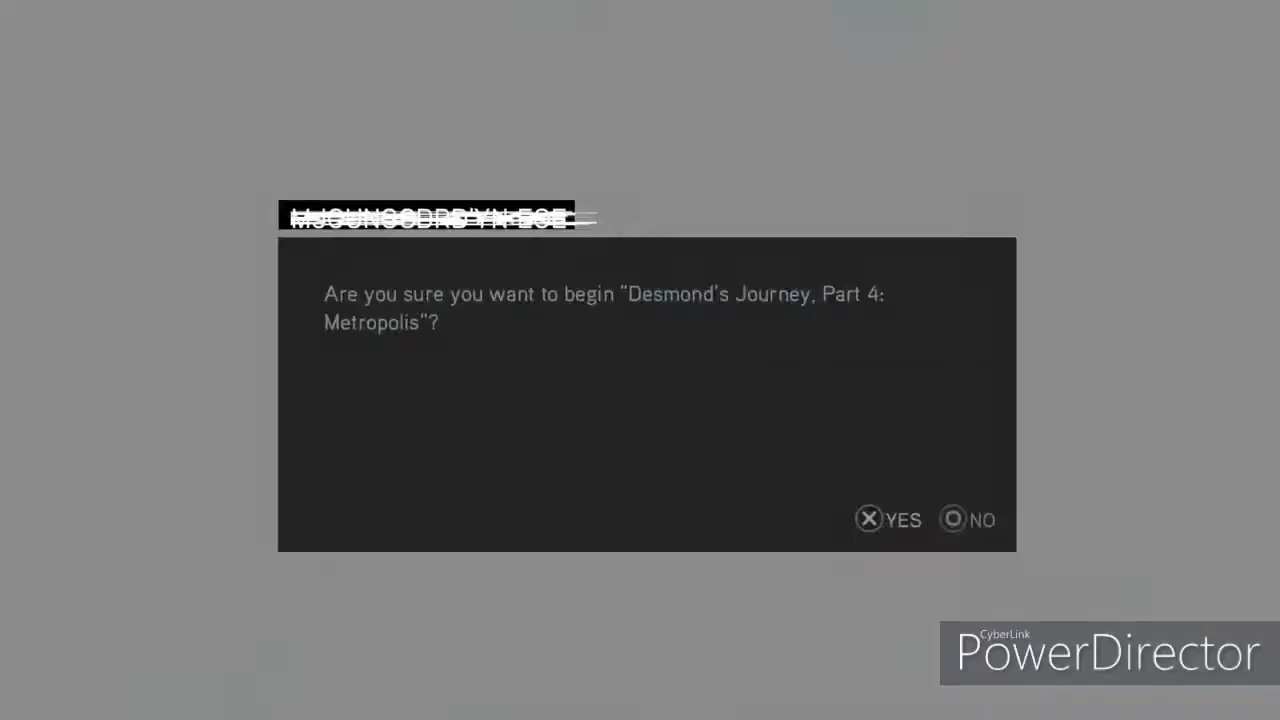 Are you sure you want to begin "Desmond's Journey, Part 4:
Metropolis"?
YES NO
CyberLink
PowerDirector